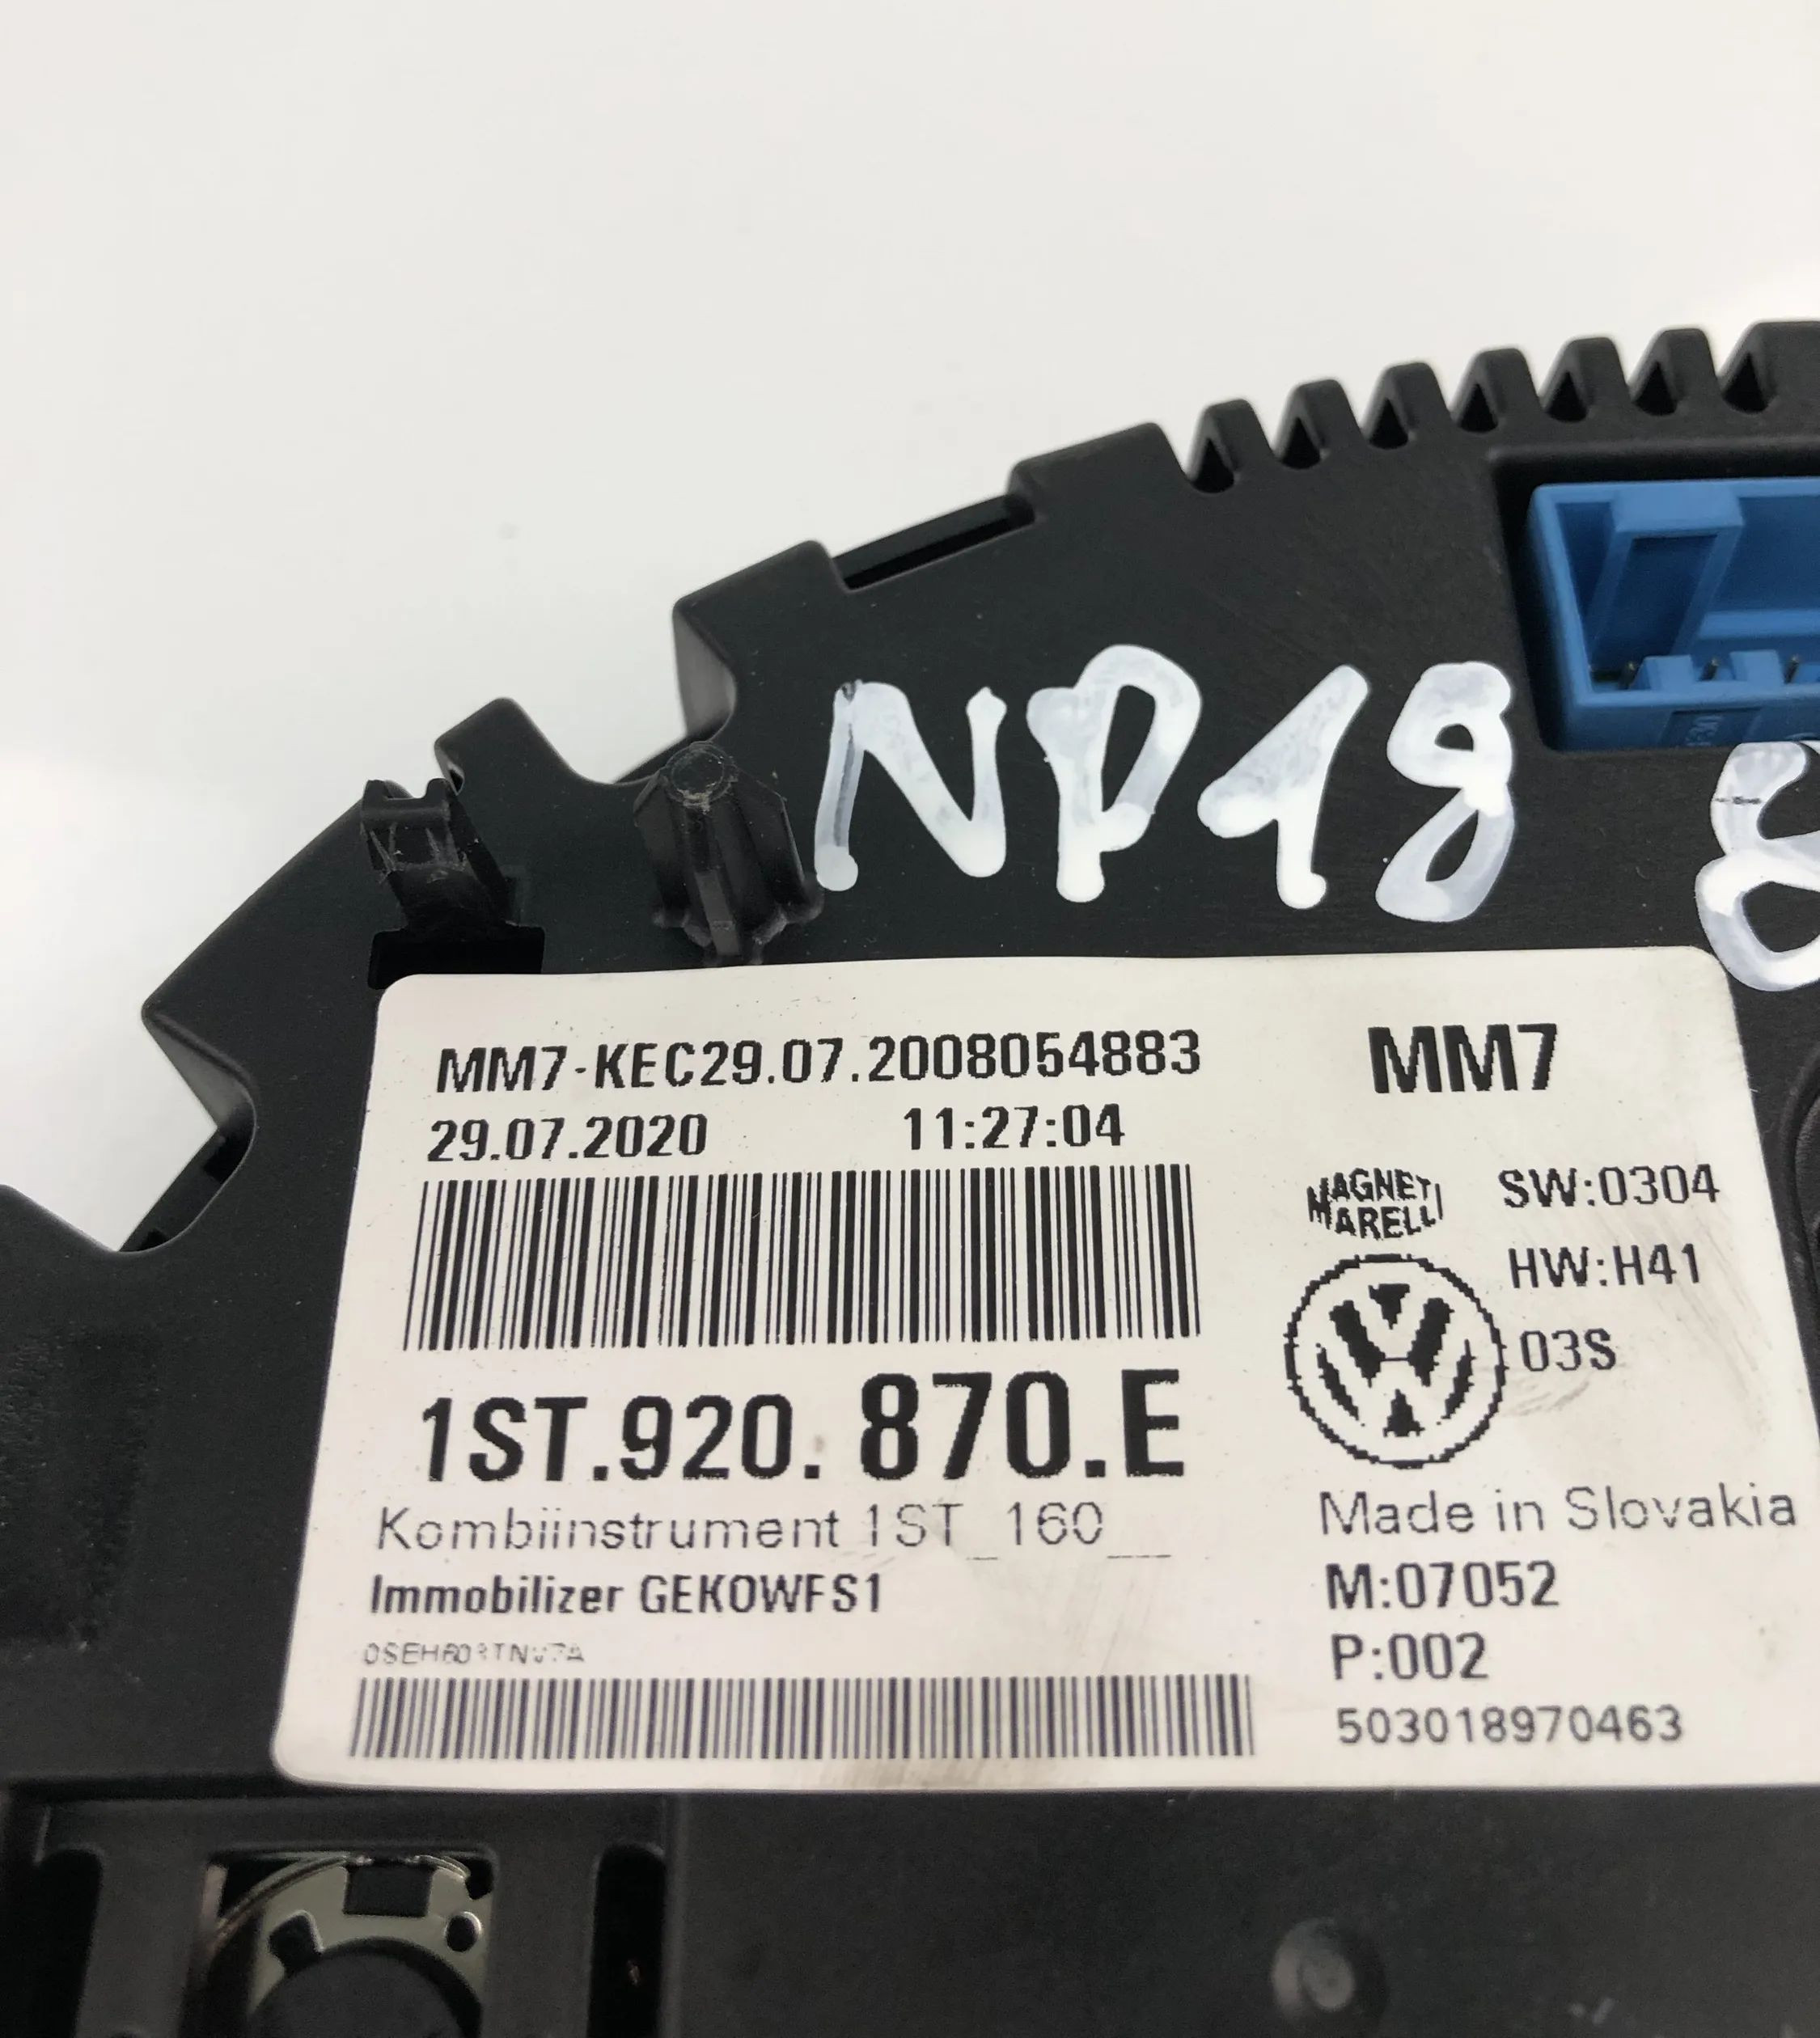 NP18 8
MM7-KEC29.07.2008054883
MM7
29.07.2020 11:27:04
MAGNETI
MARELLI
SW:0304
HW:H41
03S
1ST.920. 870.E
Kombiinstrument 1ST_160__
Made in Slovakia
Immobilizer GEKOWFS1
M:07052
P:002
503018970463